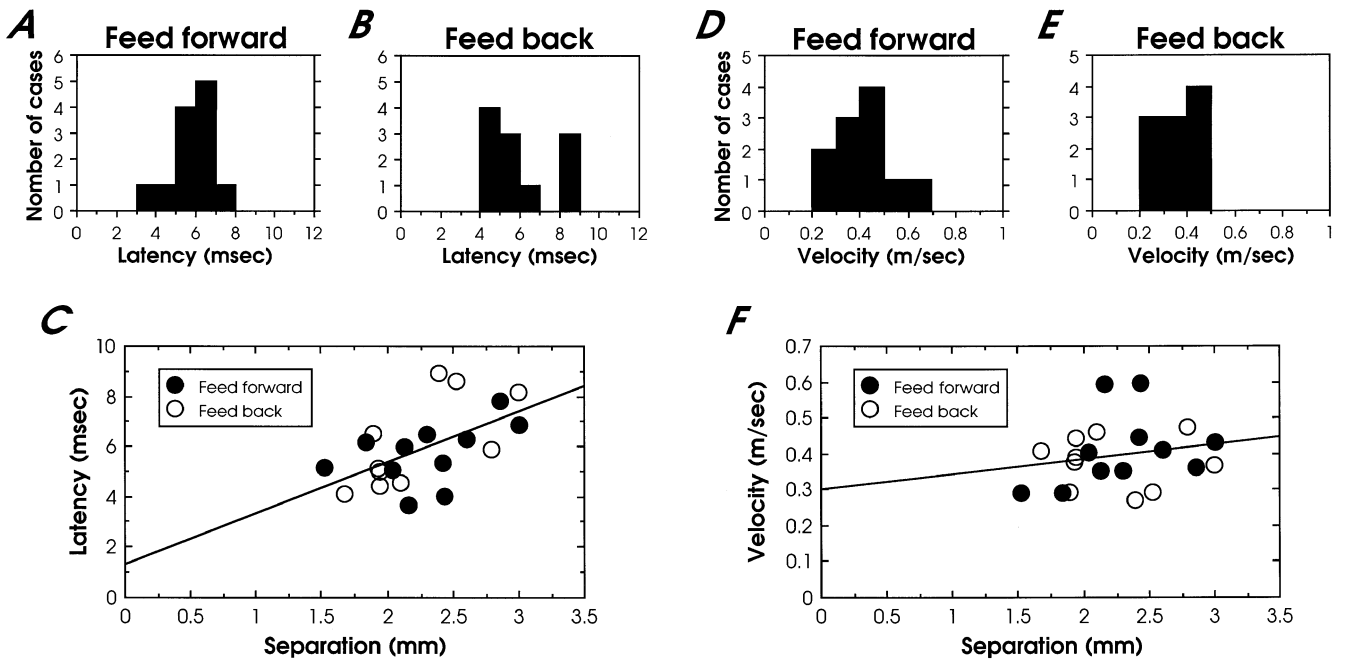 A
Feed forward
Nomber of cases
6
5
4
3
2
1
0
0 2 4 6 8 10 12
Latency (msec)
B
Feed back
6
5
4
3
2
1
0
0 2 4 6 8 10 12
Latency (msec)
D
Feed forward
Nomber of cases
5
4
3
2
1
0
0 0.2 0.4 0.6 0.8 1
Velocity (m/sec)
E
Feed back
5
4
3
2
1
0
0 0.2 0.4 0.6 0.8 1
Velocity (m/sec)
C
Latency (msec)
10
8
6
4
2
0
Feed forward
Feed back
0 0.5 1 1.5 2 2.5 3 3.5
Separation (mm)
F
Velocity (m/sec)
0.7
0.6
0.5
0.4
0.3
0.2
0.1
0
Feed forward
Feed back
0 0.5 1 1.5 2 2.5 3 3.5
Separation (mm)